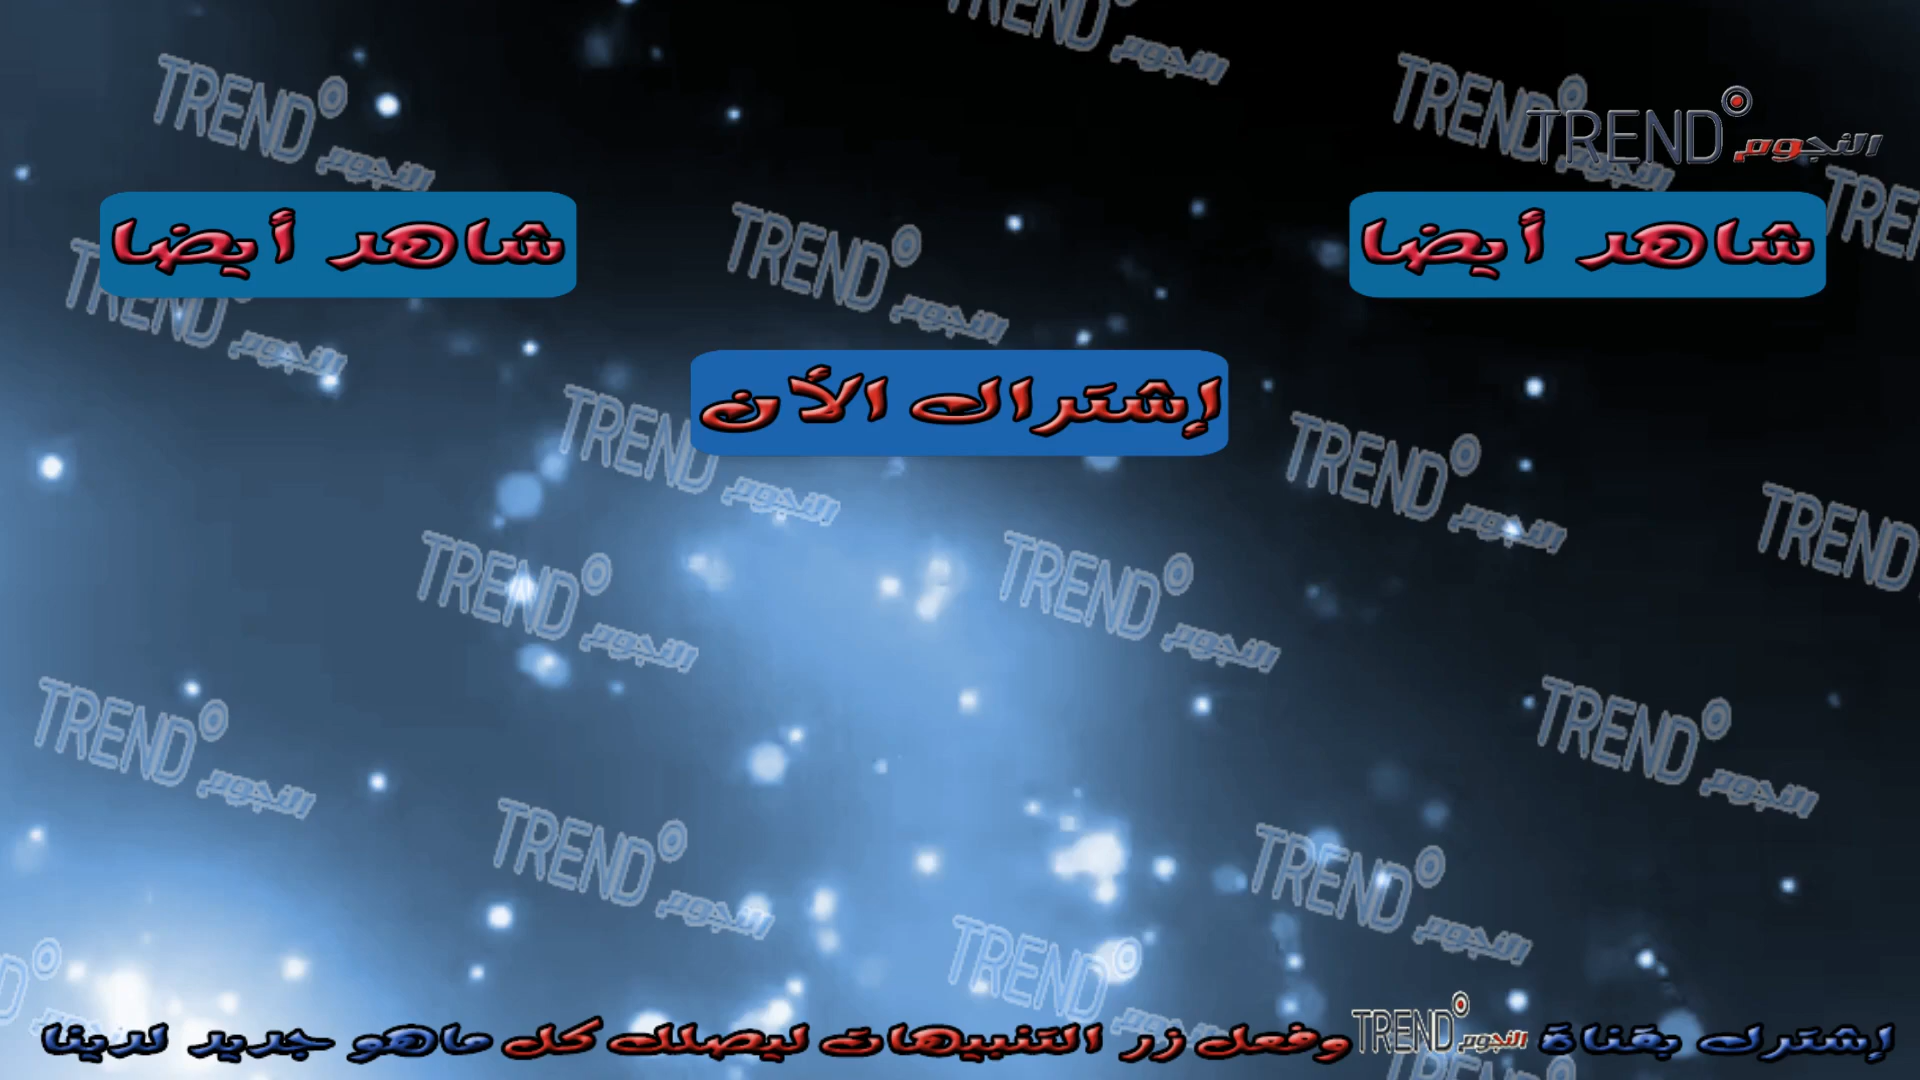 TREND النجوم
شاهد أيضا
شاهد أيضا
إشتراك الأن
إشترك بقناة TREND النجوم وفعل زر التنبيهات ليصلك كل ماهو جديد لدينا